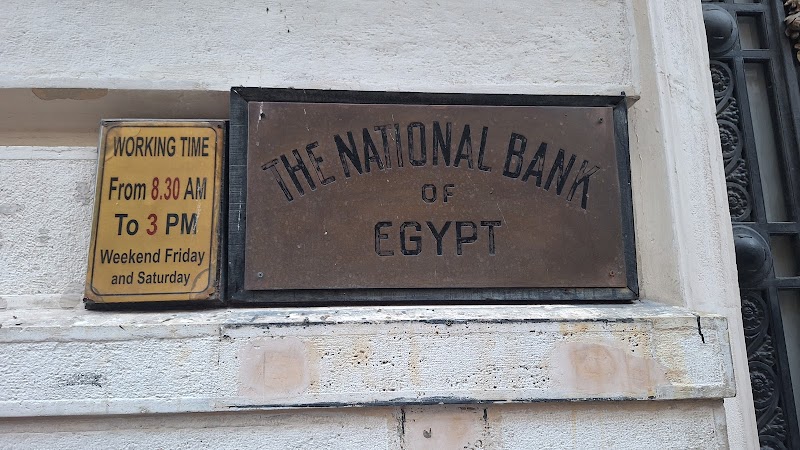 WORKING TIME
From 8.30 AM
To 3 PM
Weekend Friday
and Saturday
THE NATIONAL BANK
OF
EGYPT